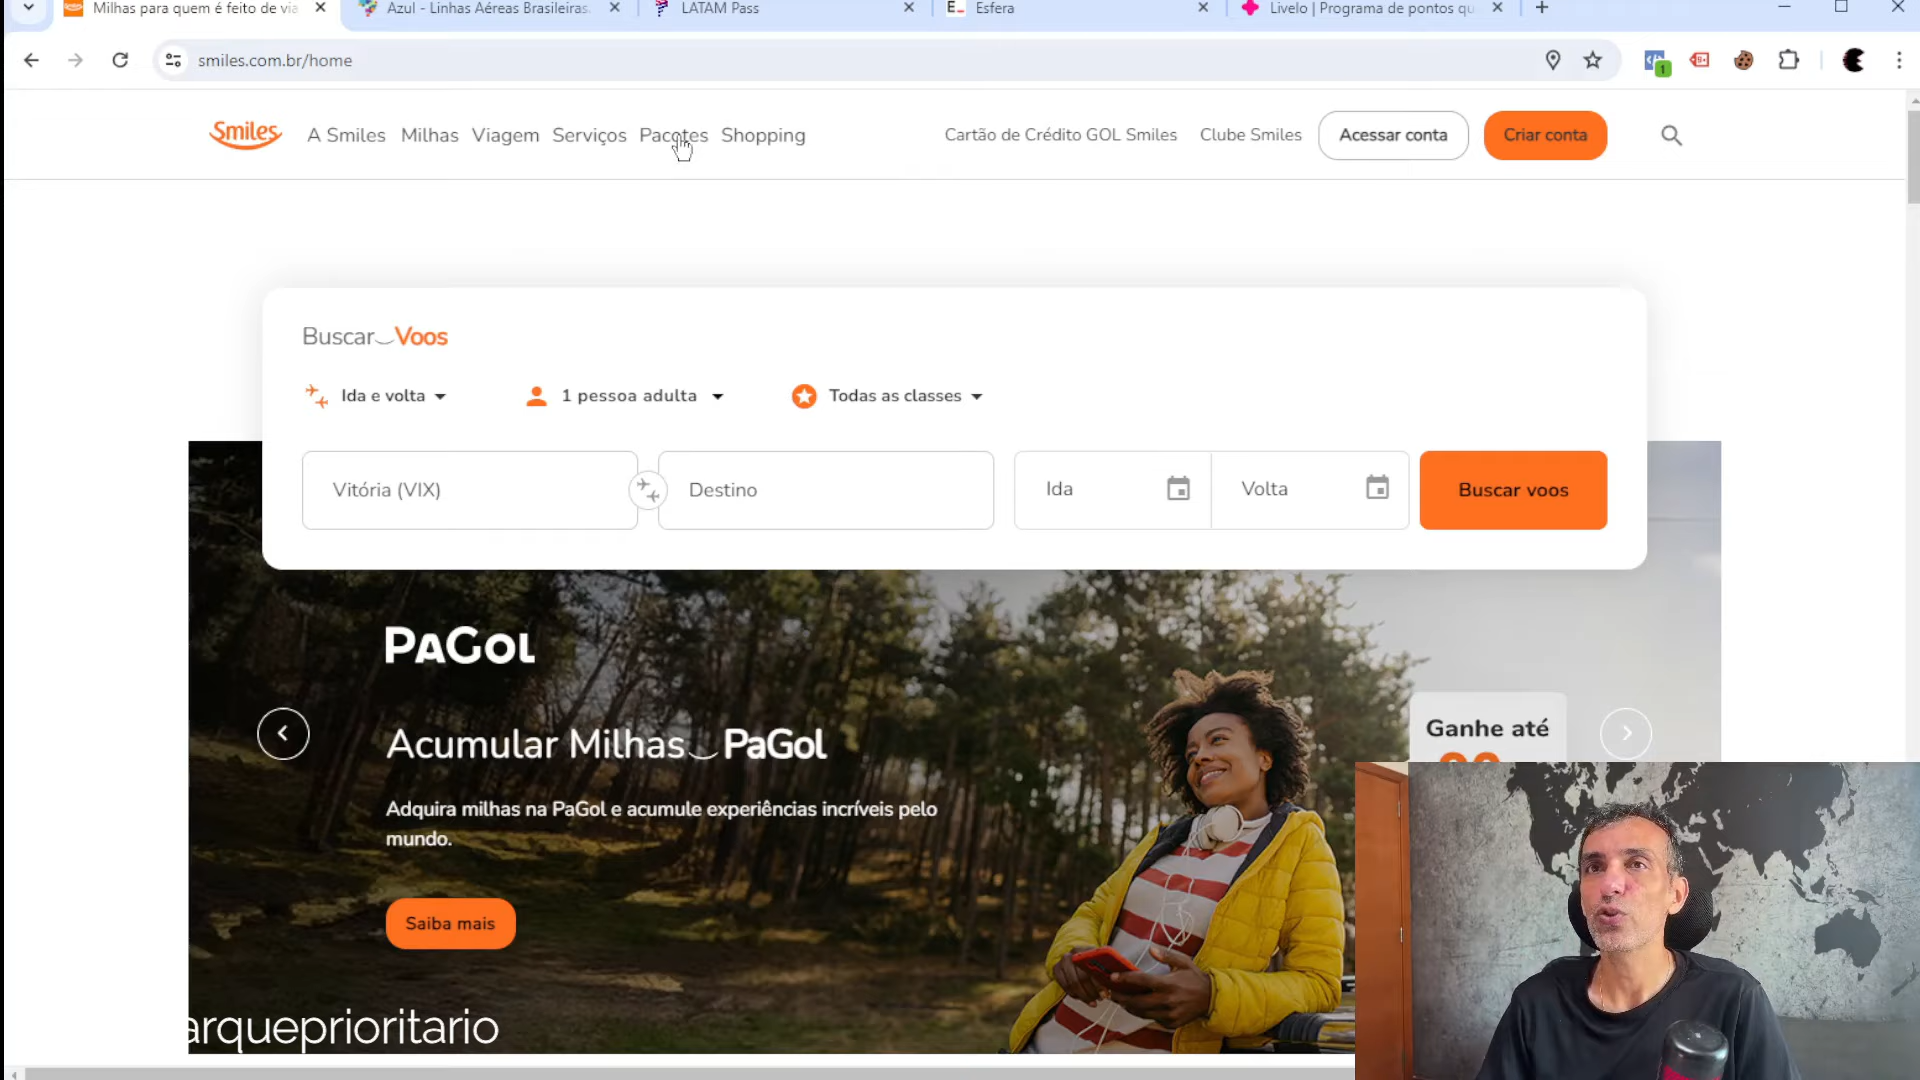 Milhas para quem é feito de via
Azul - Linhas Aéreas Brasileiras
LATAM Pass
Esfera
Livelo | Programa de pontos qu
smiles.com.br/home
Smiles
A Smiles
Milhas
Viagem
Serviços
Pacotes
Shopping
Cartão de Crédito GOL Smiles
Clube Smiles
Acessar conta
Criar conta
Buscar Voos
Ida e volta
1 pessoa adulta
Todas as classes
Vitória (VIX)
Destino
Ida
Volta
Buscar voos
PAGOL
Acumular Milhas PaGol
Adquira milhas na PaGol e acumule experiências incríveis pelo
mundo.
Saiba mais
Ganhe até
arqueprioritario